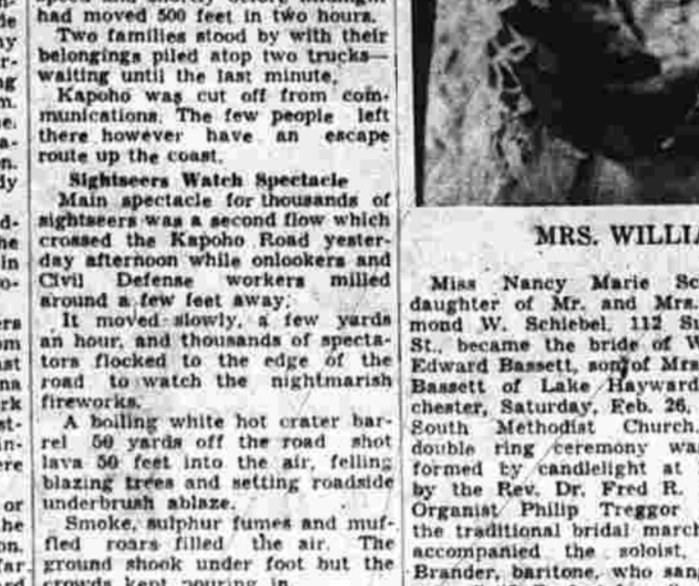 had moved 500 feet in two hours.
Two families stood by with their
belongings piled atop two trucks—
waiting until the last minute.
Kapoho was cut off from com-
munications. The few people left
there however have an escape
route up the coast.
Sightseers Watch Spectacle
Main spectacle for thousands of
sightseers was a second flow which
crossed the Kapoho Road yester-
day afternoon while onlookers and
Civil Defense workers milled
around a few feet away.
It moved slowly, a few yards
an hour, and thousands of specta-
tors flocked to the edge of the
road to watch the nightmarish
fireworks.
A boiling white hot crater bar-
rel 50 yards off the road shot
lava 50 feet into the air, felling
blazing trees and setting roadside
underbrush ablaze.
Smoke, sulphur fumes and muf-
fled roars filled the air. The
ground shook under foot but the
crowds kept pouring in.
MRS. WILLIA
Miss Nancy Marie Sc
daughter of Mr. and Mrs.
mond W. Schiebel, 112 S
St., became the bride of W
Edward Bassett, son of Mrs
Bassett of Lake Hayward
chester, Saturday, Feb. 26,
South Methodist Church.
double ring ceremony wa
formed by candlelight at
by the Rev. Dr. Fred R.
Organist Philip Treggor
the traditional bridal march
accompanied the soloist,
Brander, baritone, who san